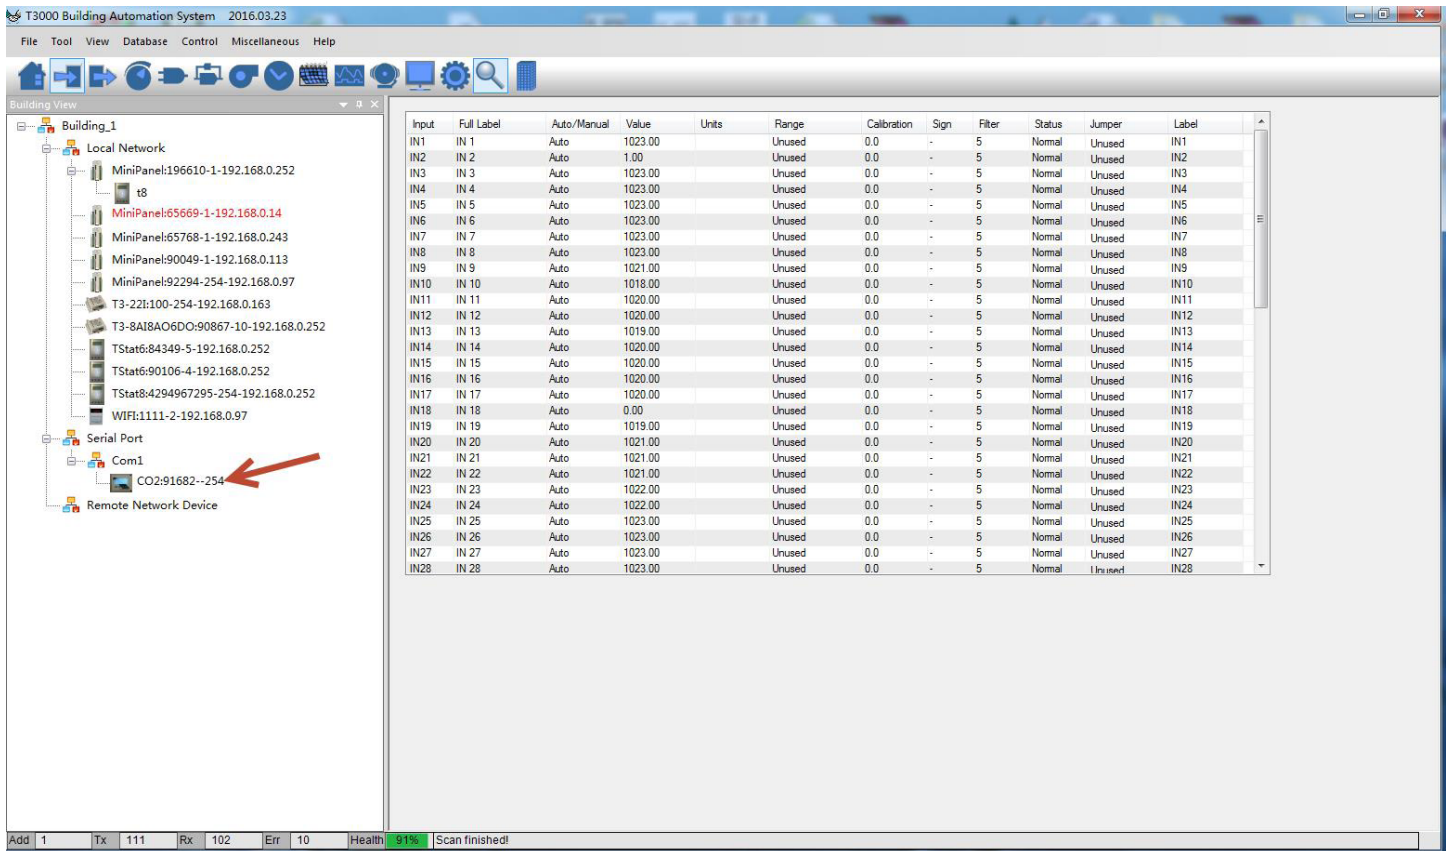 T3000 Building Automation System 2016.03.23
File Tool View Database Control Miscellaneous Help
Building View
Building_1
Local Network
MiniPanel:196610-1-192.168.0.252
t8
MiniPanel:65669-1-192.168.0.14
MiniPanel:65768-1-192.168.0.243
MiniPanel:90049-1-192.168.0.113
MiniPanel:92294-254-192.168.0.97
T3-22I:100-254-192.168.0.163
T3-8AI8AO6DO:90867-10-192.168.0.252
TStat6:84349-5-192.168.0.252
TStat6:90106-4-192.168.0.252
TStat8:4294967295-254-192.168.0.252
WIFI:1111-2-192.168.0.97
Serial Port
Com1
CO2:91682--254
Remote Network Device
Input Full Label Auto/Manual Value Units Range Calibration Sign Filter Status Jumper Label
IN1 IN 1 Auto 1023.00 Unused 0.0 - 5 Normal Unused IN1
IN2 IN 2 Auto 1.00 Unused 0.0 - 5 Normal Unused IN2
IN3 IN 3 Auto 1023.00 Unused 0.0 - 5 Normal Unused IN3
IN4 IN 4 Auto 1023.00 Unused 0.0 - 5 Normal Unused IN4
IN5 IN 5 Auto 1023.00 Unused 0.0 - 5 Normal Unused IN5
IN6 IN 6 Auto 1023.00 Unused 0.0 - 5 Normal Unused IN6
IN7 IN 7 Auto 1023.00 Unused 0.0 - 5 Normal Unused IN7
IN8 IN 8 Auto 1023.00 Unused 0.0 - 5 Normal Unused IN8
IN9 IN 9 Auto 1021.00 Unused 0.0 - 5 Normal Unused IN9
IN10 IN 10 Auto 1018.00 Unused 0.0 - 5 Normal Unused IN10
IN11 IN 11 Auto 1020.00 Unused 0.0 - 5 Normal Unused IN11
IN12 IN 12 Auto 1020.00 Unused 0.0 - 5 Normal Unused IN12
IN13 IN 13 Auto 1019.00 Unused 0.0 - 5 Normal Unused IN13
IN14 IN 14 Auto 1020.00 Unused 0.0 - 5 Normal Unused IN14
IN15 IN 15 Auto 1020.00 Unused 0.0 - 5 Normal Unused IN15
IN16 IN 16 Auto 1020.00 Unused 0.0 - 5 Normal Unused IN16
IN17 IN 17 Auto 1020.00 Unused 0.0 - 5 Normal Unused IN17
IN18 IN 18 Auto 0.00 Unused 0.0 - 5 Normal Unused IN18
IN19 IN 19 Auto 1019.00 Unused 0.0 - 5 Normal Unused IN19
IN20 IN 20 Auto 1021.00 Unused 0.0 - 5 Normal Unused IN20
IN21 IN 21 Auto 1021.00 Unused 0.0 - 5 Normal Unused IN21
IN22 IN 22 Auto 1021.00 Unused 0.0 - 5 Normal Unused IN22
IN23 IN 23 Auto 1022.00 Unused 0.0 - 5 Normal Unused IN23
IN24 IN 24 Auto 1022.00 Unused 0.0 - 5 Normal Unused IN24
IN25 IN 25 Auto 1023.00 Unused 0.0 - 5 Normal Unused IN25
IN26 IN 26 Auto 1023.00 Unused 0.0 - 5 Normal Unused IN26
IN27 IN 27 Auto 1023.00 Unused 0.0 - 5 Normal Unused IN27
IN28 IN 28 Auto 1023.00 Unused 0.0 - 5 Normal Unused IN28
Add 1 Tx 111 Rx 102 Err 10 Health 91% Scan finished!